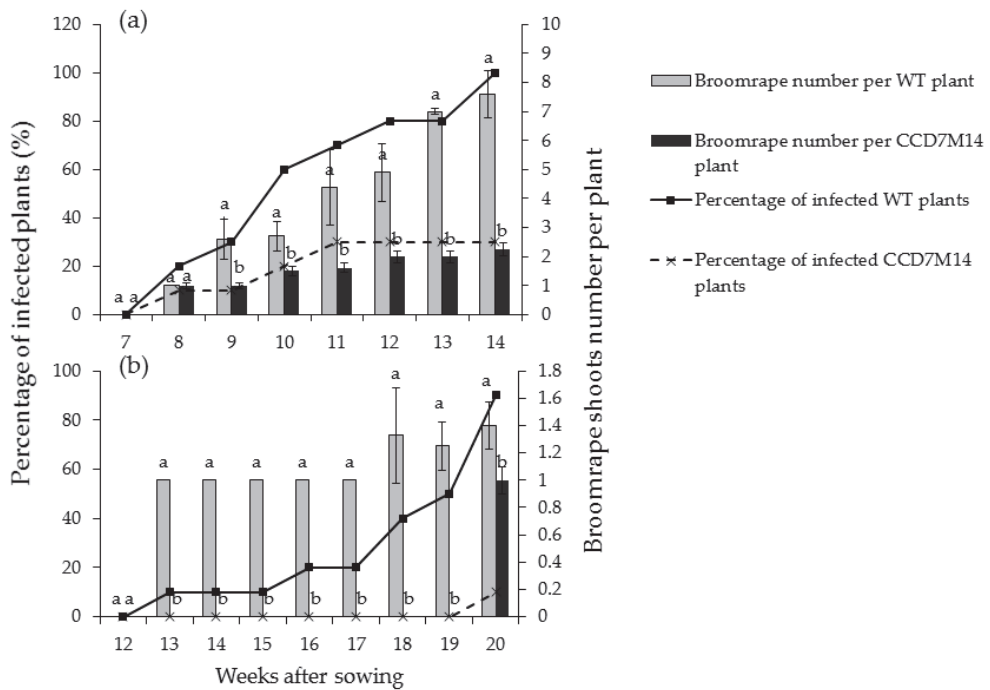 (a)
120
100
80
60
40
20
0
10
9
8
7
6
5
4
3
2
1
0
a a
a a
a b
a b
a b
a b
a b
a b
7 8 9 10 11 12 13 14
Percentage of infected plants (%)
Broomrape shoots number per plant
Broomrape number per WT plant
Broomrape number per CCD7M14
plant
Percentage of infected WT plants
Percentage of infected CCD7M14
plants
(b)
100
80
60
40
20
0
1.8
1.6
1.4
1.2
1
0.8
0.6
0.4
0.2
0
a a
a b
a b
a b
a b
a b
a b
a b
a b
12 13 14 15 16 17 18 19 20
Weeks after sowing